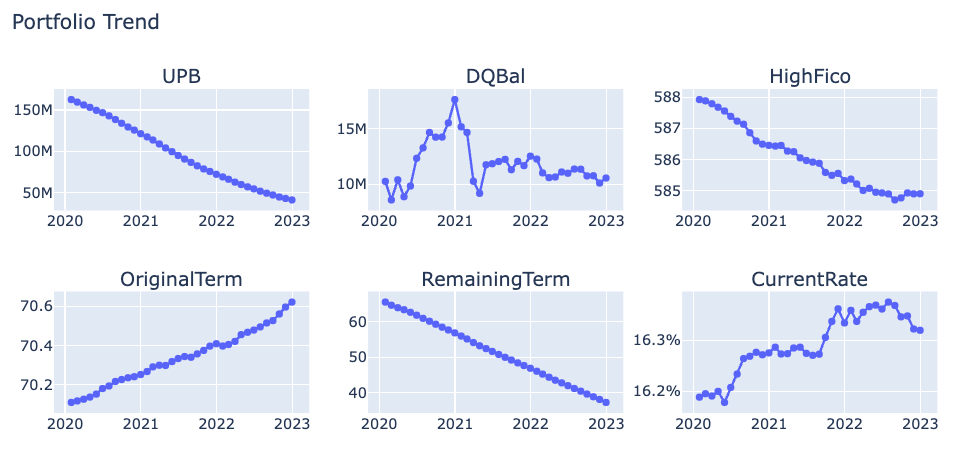 Portfolio Trend
UPB
DQBal
HighFico
150M
100M
50M
2020 2021 2022 2023
15M
10M
2020 2021 2022 2023
588
587
586
585
2020 2021 2022 2023
OriginalTerm
RemainingTerm
CurrentRate
70.6
70.4
70.2
2020 2021 2022 2023
60
50
40
2020 2021 2022 2023
16.3%
16.2%
2020 2021 2022 2023